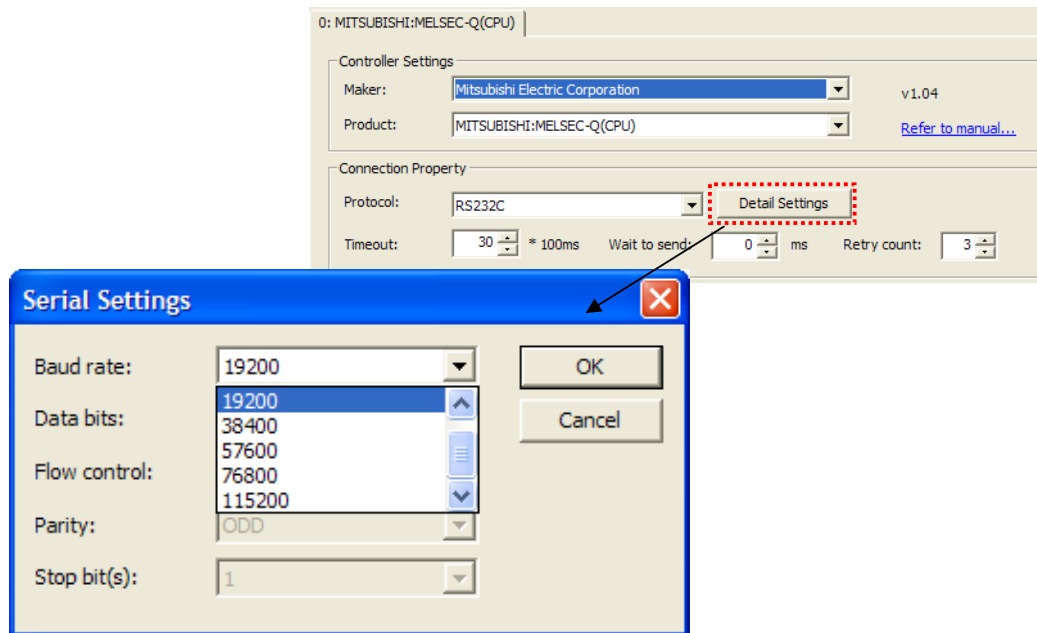 0: MITSUBISHI:MELSEC-Q(CPU)
Controller Settings
Maker: Mitsubishi Electric Corporation v1.04
Product: MITSUBISHI:MELSEC-Q(CPU) Refer to manual...
Connection Property
Protocol: RS232C Detail Settings
Timeout: 30 * 100ms Wait to send: 0 ms Retry count: 3
Serial Settings
Baud rate: 19200 OK
19200
Data bits: 38400 Cancel
57600
Flow control: 76800
115200
Parity: ODD
Stop bit(s): 1